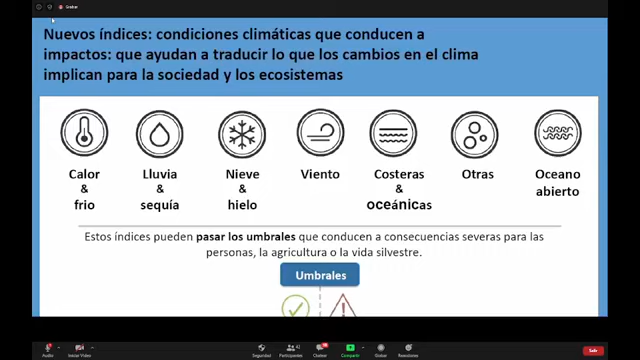 Grabar
Nuevos índices: condiciones climáticas que conducen a
impactos: que ayudan a traducir lo que los cambios en el clima
implican para la sociedad y los ecosistemas
Calor
&
frio
Lluvia
&
sequía
Nieve
&
hielo
Viento
Costeras
&
oceánicas
Otras
Oceano
abierto
Estos índices pueden pasar los umbrales que conducen a consecuencias severas para las
personas, la agricultura o la vida silvestre.
Umbrales
Audio
Iniciar Video
Seguridad
Participantes
Chatear
Compartir
Grabar
Reacciones
Salir